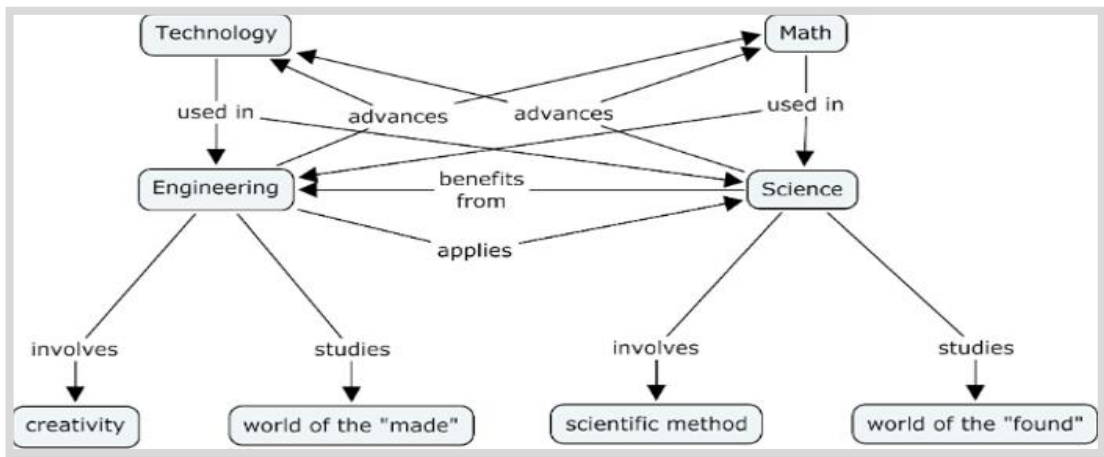 Technology
Math
used in
advances
advances
used in
Engineering
benefits
from
Science
applies
involves
studies
involves
studies
creativity
world of the "made"
scientific method
world of the "found"